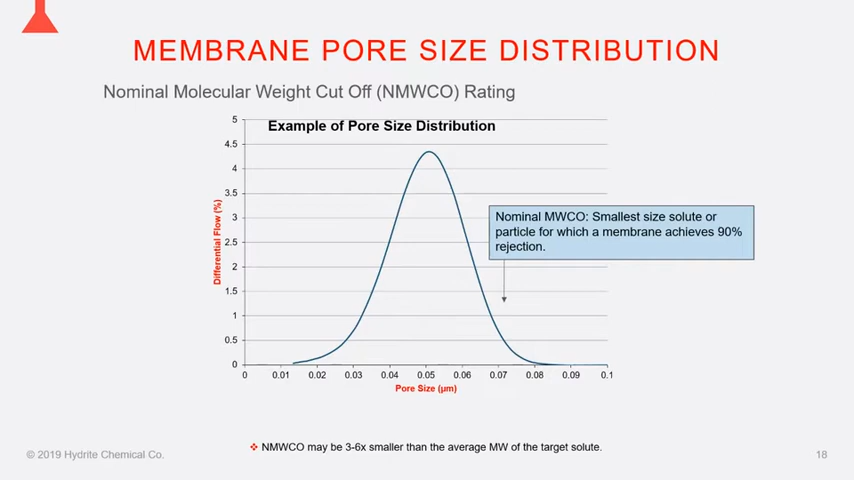 MEMBRANE PORE SIZE DISTRIBUTION
Nominal Molecular Weight Cut Off (NMWCO) Rating
Example of Pore Size Distribution
5
4.5
4
3.5
3
2.5
2
1.5
1
0.5
0
Differential Flow (%)
Nominal MWCO: Smallest size solute or
particle for which a membrane achieves 90%
rejection.
0 0.01 0.02 0.03 0.04 0.05 0.06 0.07 0.08 0.09 0.1
Pore Size (µm)
❖ NMWCO may be 3-6x smaller than the average MW of the target solute.
© 2019 Hydrite Chemical Co.
18